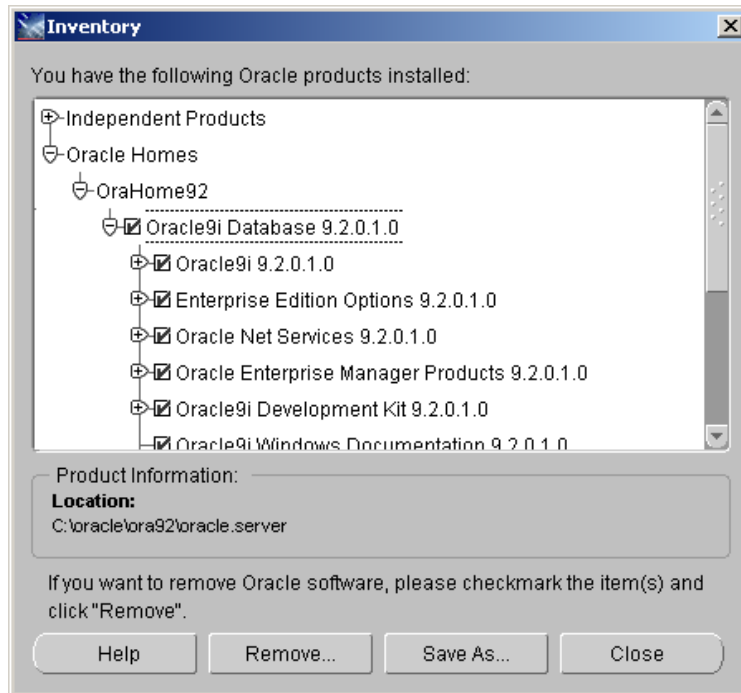 Inventory
You have the following Oracle products installed:
Independent Products
Oracle Homes
OraHome92
Oracle9i Database 9.2.0.1.0
Oracle9i 9.2.0.1.0
Enterprise Edition Options 9.2.0.1.0
Oracle Net Services 9.2.0.1.0
Oracle Enterprise Manager Products 9.2.0.1.0
Oracle9i Development Kit 9.2.0.1.0
Oracle9i Windows Documentation 9.2.0.1.0
Product Information:
Location:
C:\oracle\ora92\oracle.server
If you want to remove Oracle software, please checkmark the item(s) and
click "Remove".
Help
Remove...
Save As...
Close